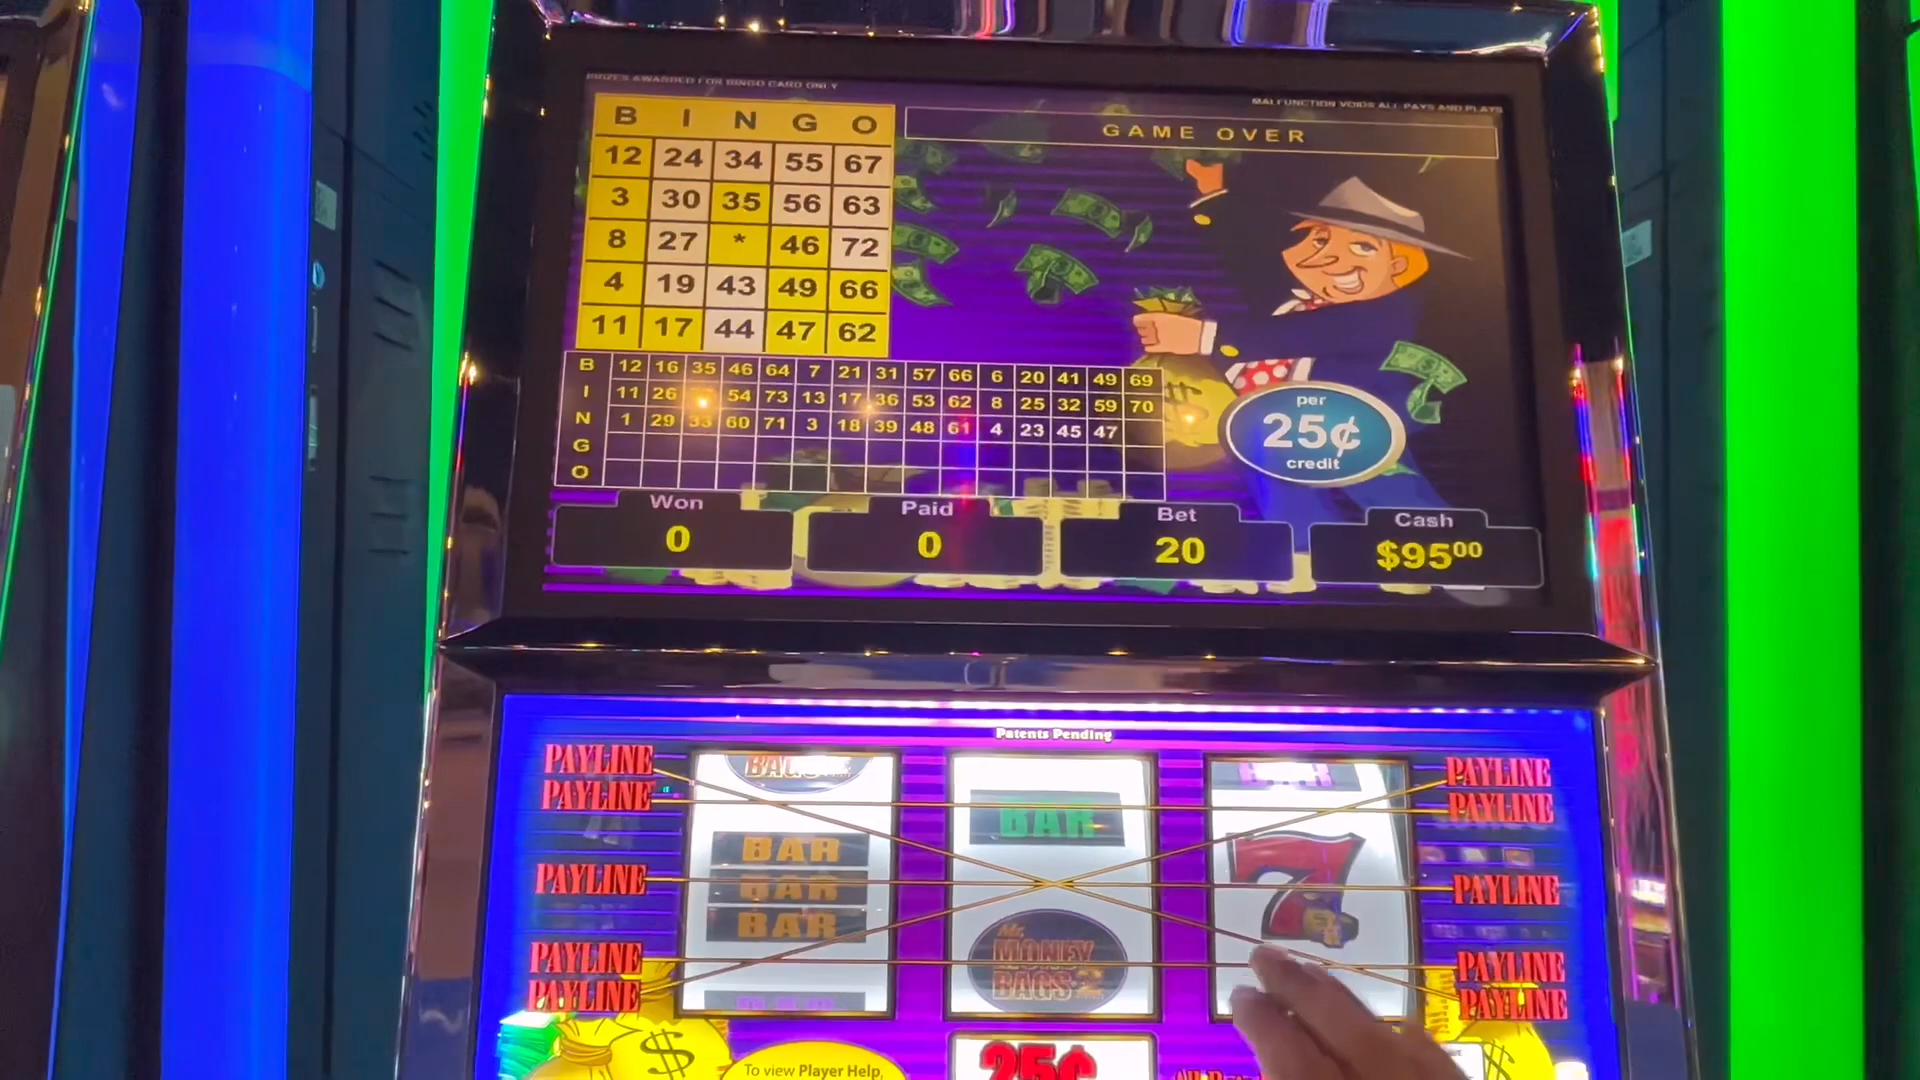 PRIZES AWARDED FOR BINGO CARD ONLY
MALFUNCTION VOIDS ALL PAYS AND PLAYS
B I N G O
GAME OVER
12 24 34 55 67
3 30 35 56 63
8 27 * 46 72
4 19 43 49 66
11 17 44 47 62
B 12 16 35 46 64 7 21 31 57 66 6 20 41 49 69
I 11 26 54 73 13 17 36 53 62 8 25 32 59 70
N 1 29 33 60 71 3 18 39 48 61 4 23 45 47
G
O
per
25¢
credit
Won Paid Bet Cash
0 0 20 $95⁰⁰
Patents Pending
PAYLINE PAYLINE
PAYLINE PAYLINE
PAYLINE PAYLINE
PAYLINE PAYLINE
PAYLINE PAYLINE
BAGS
BAR
BAR
BAR
BAR
Mr.
MONEY
BAGS 2
BAR
7
$
$
25¢
To view Player Help,